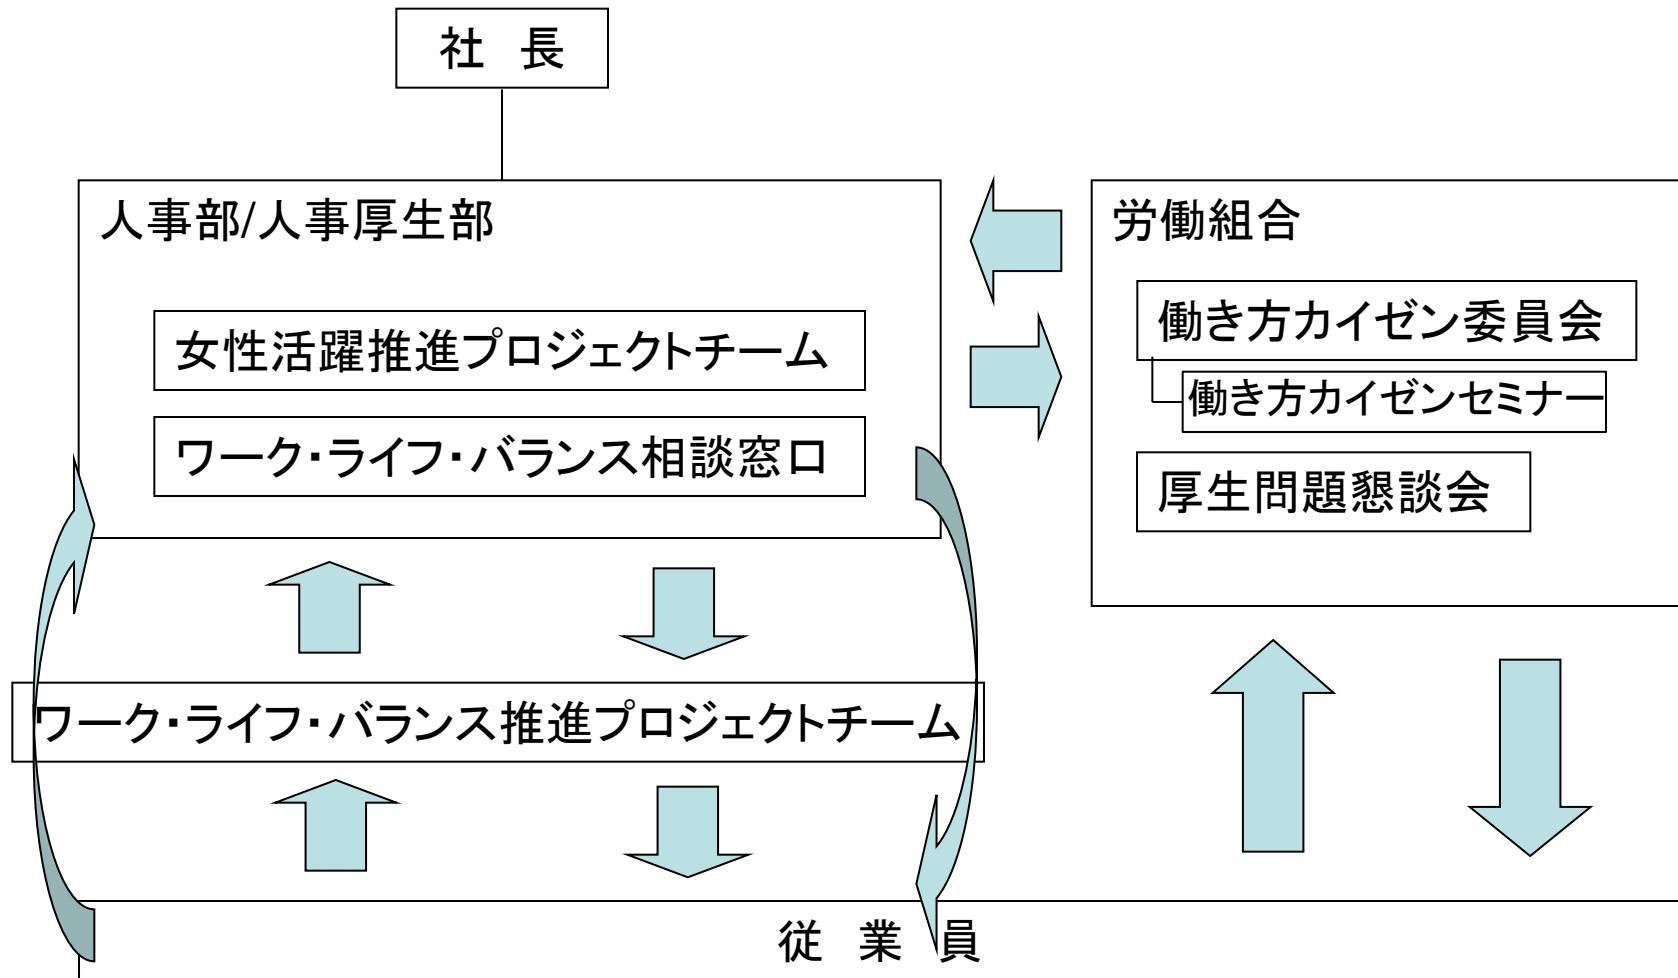 社　長
人事部/人事厚生部
女性活躍推進プロジェクトチーム
ワーク・ライフ・バランス相談窓口
労働組合
働き方カイゼン委員会
働き方カイゼンセミナー
厚生問題懇談会
ワーク・ライフ・バランス推進プロジェクトチーム
従　業　員